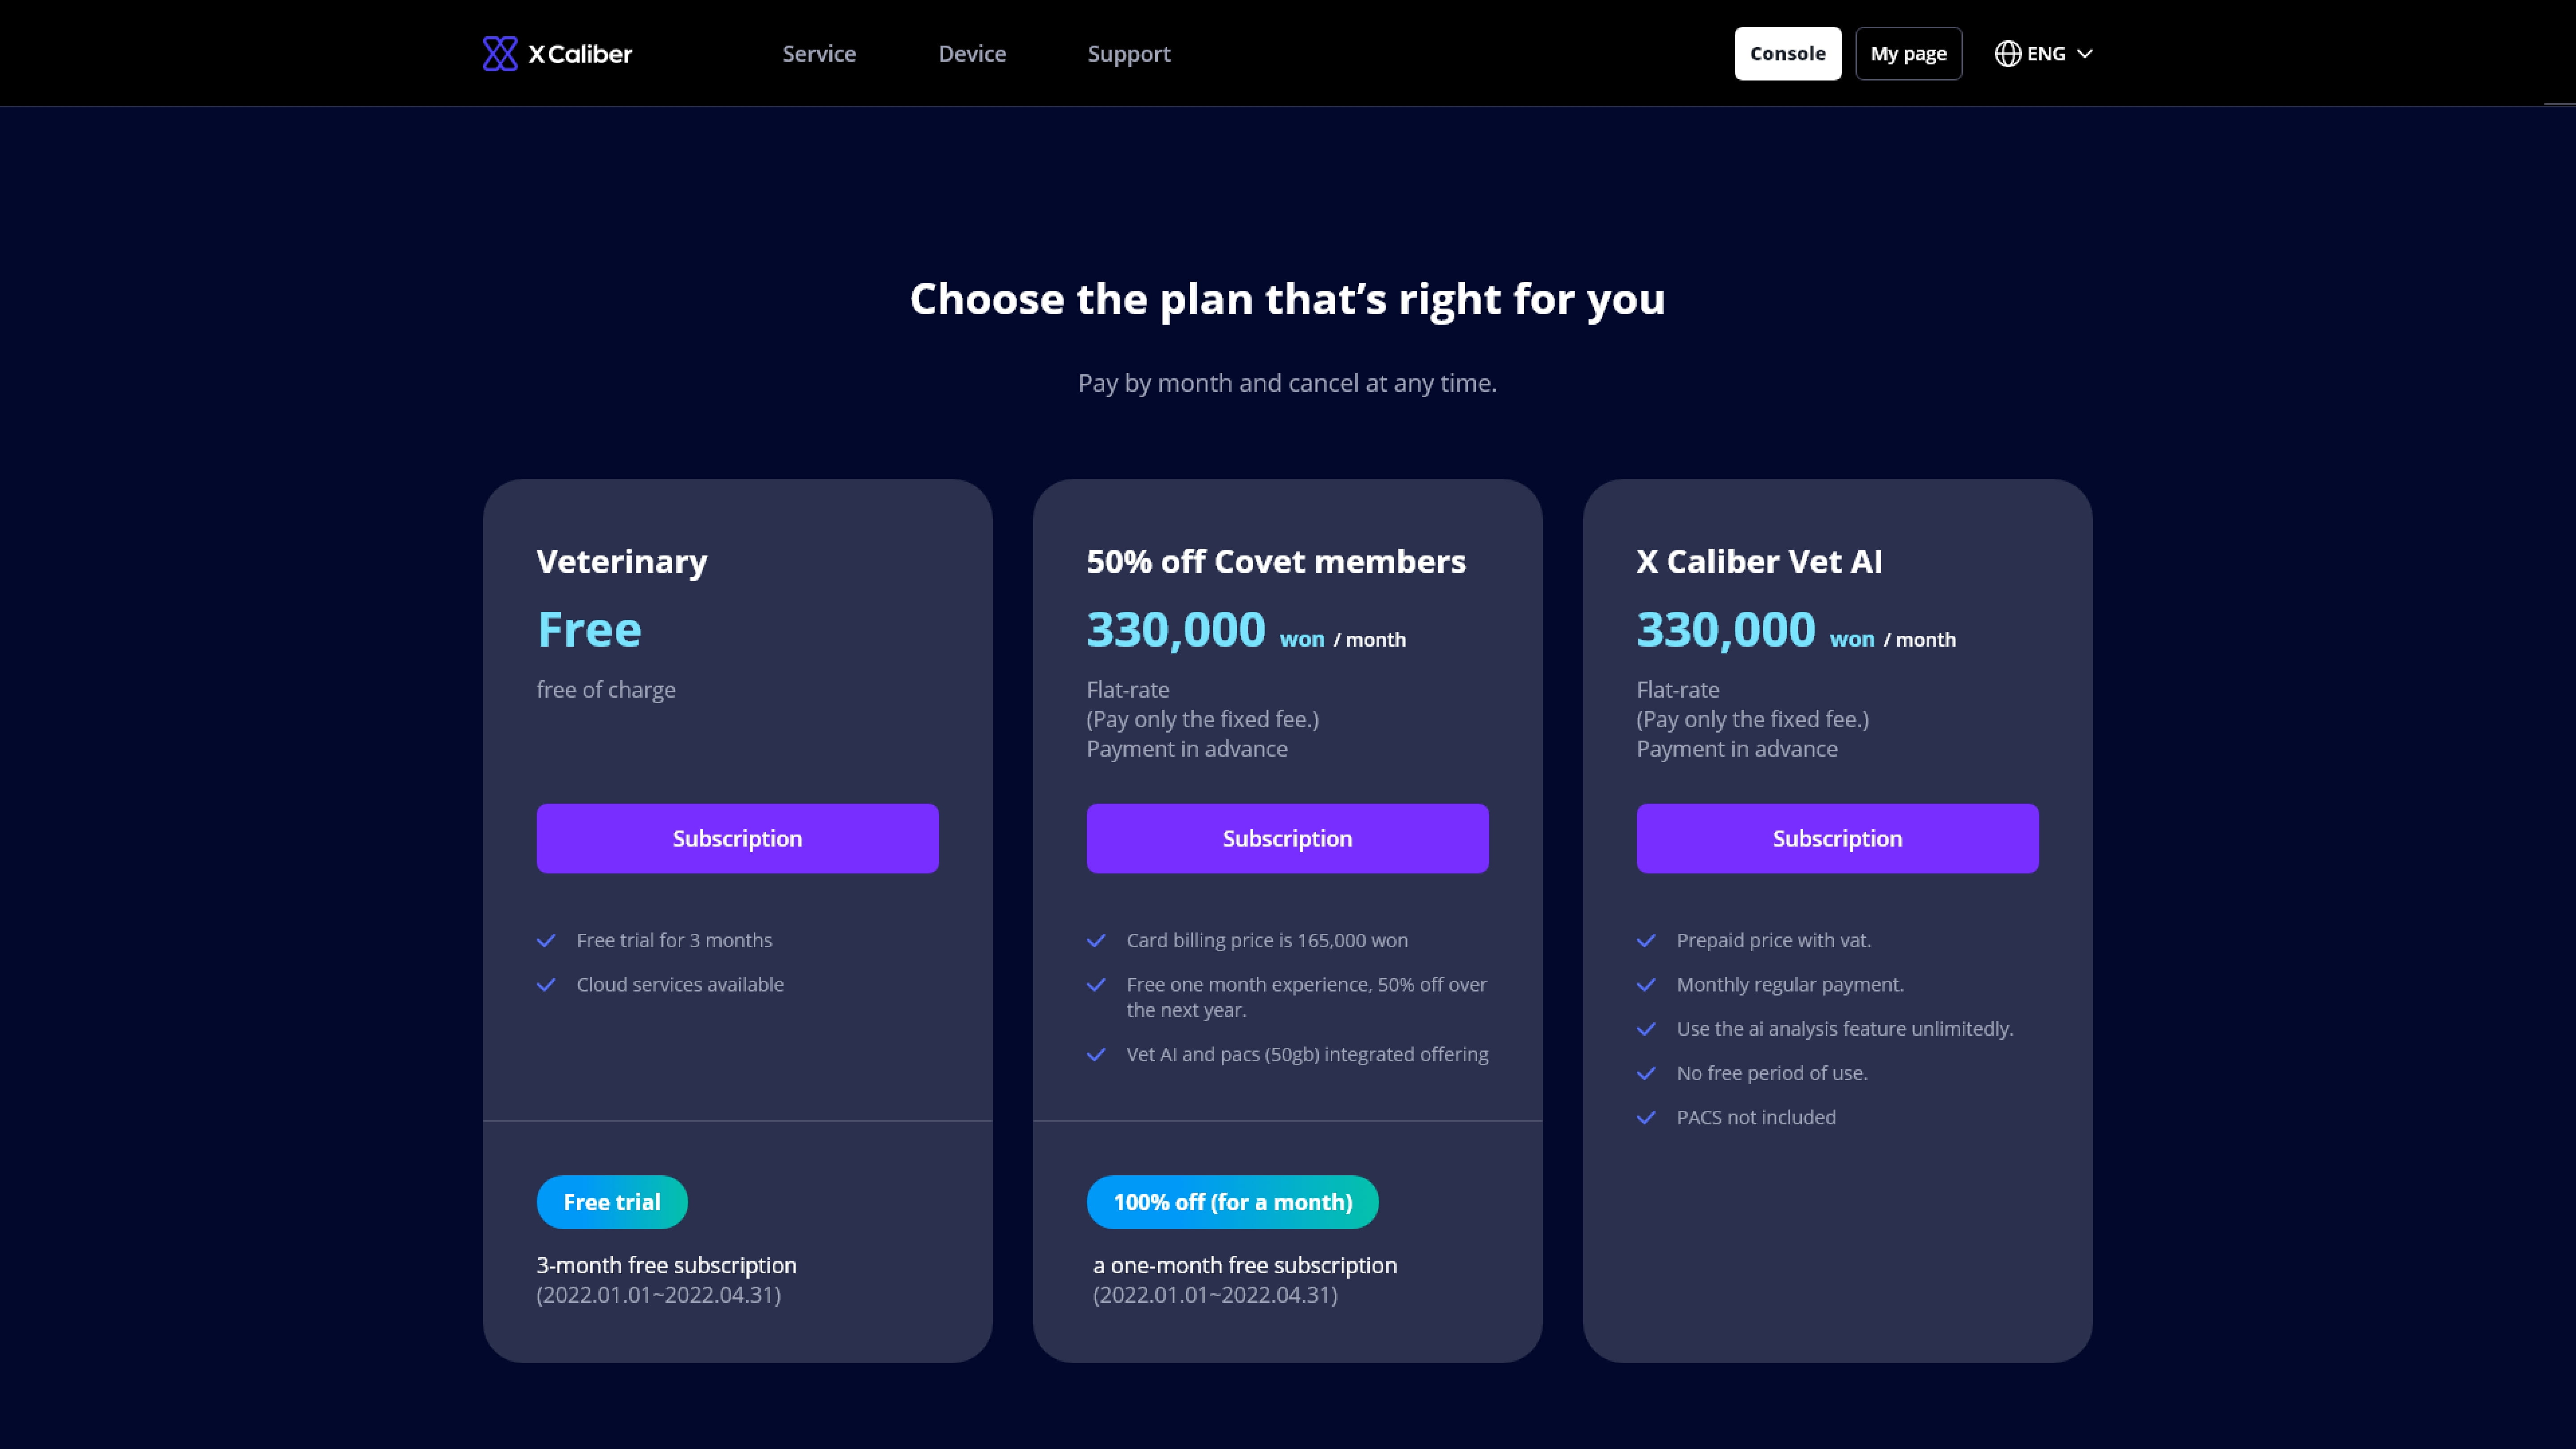 X Caliber
Service
Device
Support
Console
My page
ENG
Choose the plan that’s right for you
Pay by month and cancel at any time.
Veterinary
Free
free of charge
Subscription
Free trial for 3 months
Cloud services available
Free trial
3-month free subscription
(2022.01.01~2022.04.31)
50% off Covet members
330,000 won / month
Flat-rate
(Pay only the fixed fee.)
Payment in advance
Subscription
Card billing price is 165,000 won
Free one month experience, 50% off over
the next year.
Vet AI and pacs (50gb) integrated offering
100% off (for a month)
a one-month free subscription
(2022.01.01~2022.04.31)
X Caliber Vet AI
330,000 won / month
Flat-rate
(Pay only the fixed fee.)
Payment in advance
Subscription
Prepaid price with vat.
Monthly regular payment.
Use the ai analysis feature unlimitedly.
No free period of use.
PACS not included